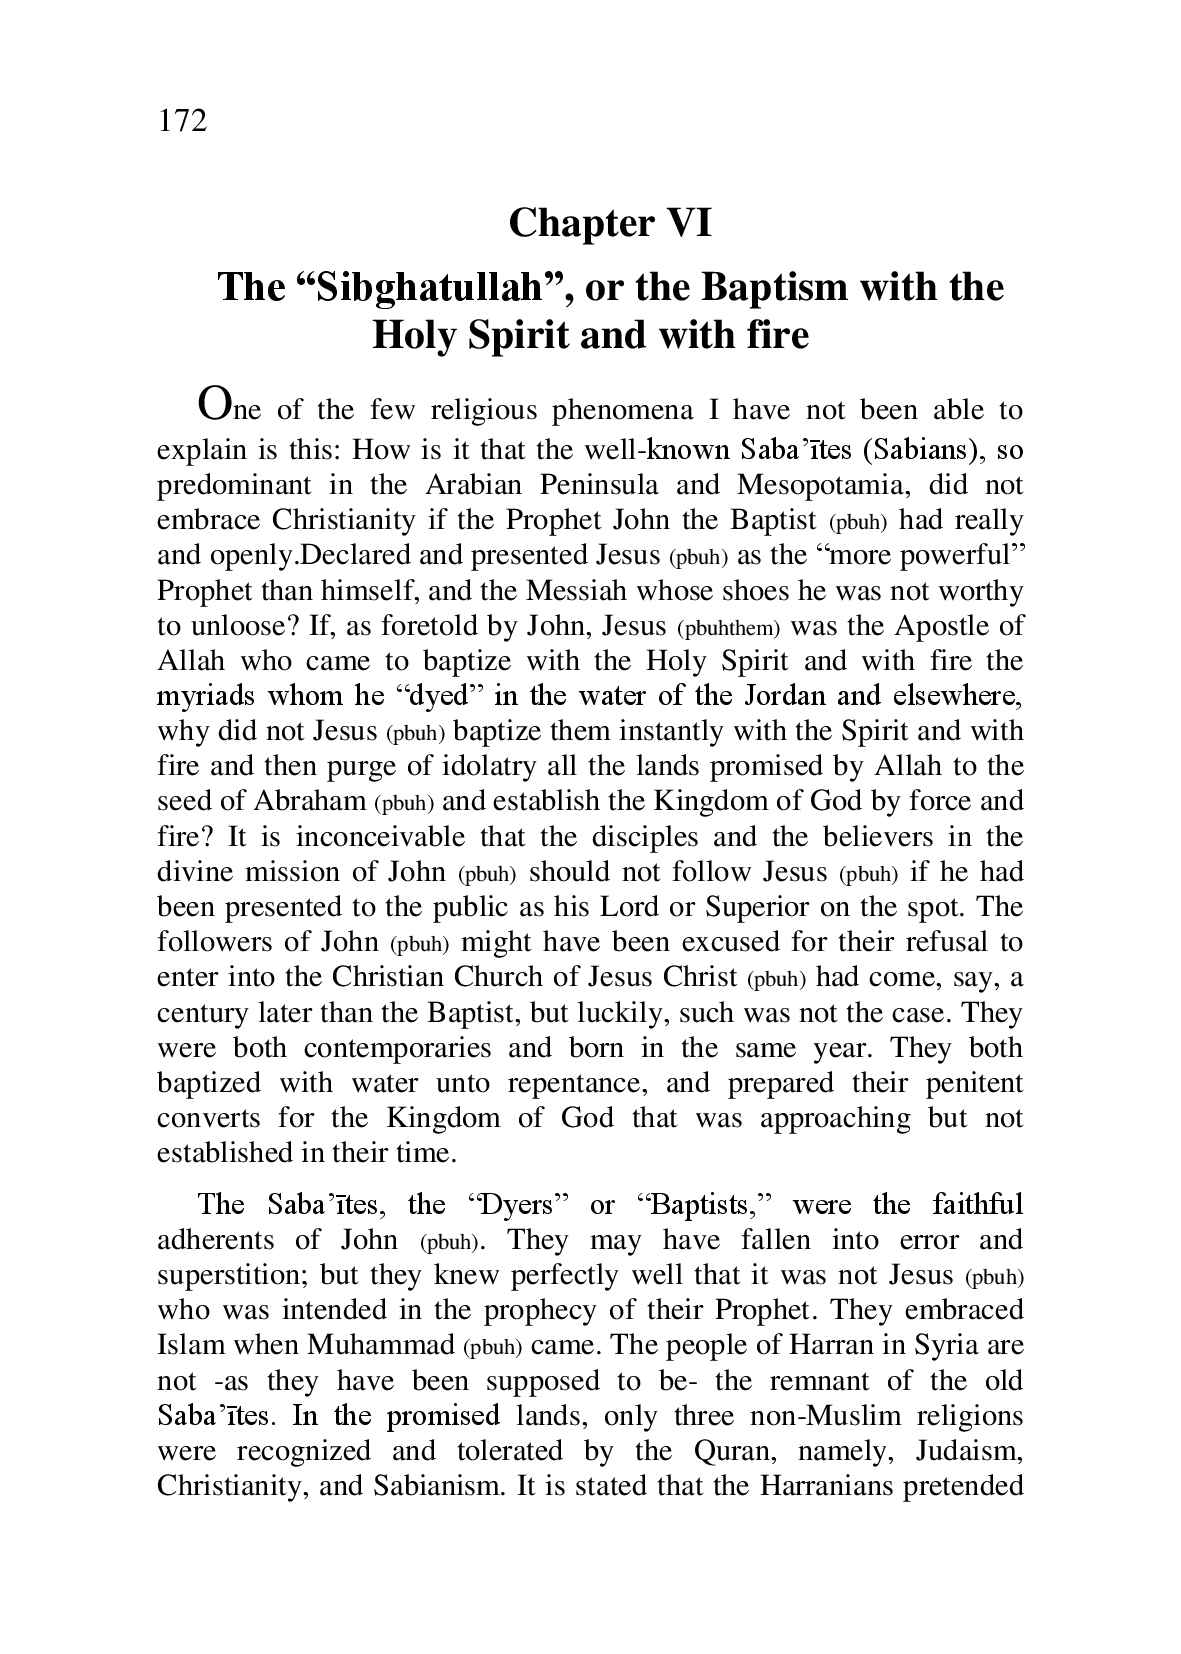 172
Chapter VI
The “Sibghatullah”, or the Baptism with the
Holy Spirit and with fire
One of the few religious phenomena I have not been able to
explain is this: How is it that the well-known Saba’ītes (Sabians), so
predominant in the Arabian Peninsula and Mesopotamia, did not
embrace Christianity if the Prophet John the Baptist (pbuh) had really
and openly.Declared and presented Jesus (pbuh) as the “more powerful”
Prophet than himself, and the Messiah whose shoes he was not worthy
to unloose? If, as foretold by John, Jesus (pbuhthem) was the Apostle of
Allah who came to baptize with the Holy Spirit and with fire the
myriads whom he “dyed” in the water of the Jordan and elsewhere,
why did not Jesus (pbuh) baptize them instantly with the Spirit and with
fire and then purge of idolatry all the lands promised by Allah to the
seed of Abraham (pbuh) and establish the Kingdom of God by force and
fire? It is inconceivable that the disciples and the believers in the
divine mission of John (pbuh) should not follow Jesus (pbuh) if he had
been presented to the public as his Lord or Superior on the spot. The
followers of John (pbuh) might have been excused for their refusal to
enter into the Christian Church of Jesus Christ (pbuh) had come, say, a
century later than the Baptist, but luckily, such was not the case. They
were both contemporaries and born in the same year. They both
baptized with water unto repentance, and prepared their penitent
converts for the Kingdom of God that was approaching but not
established in their time.
The Saba’ītes, the “Dyers” or “Baptists,” were the faithful
adherents of John (pbuh). They may have fallen into error and
superstition; but they knew perfectly well that it was not Jesus (pbuh)
who was intended in the prophecy of their Prophet. They embraced
Islam when Muhammad (pbuh) came. The people of Harran in Syria are
not -as they have been supposed to be- the remnant of the old
Saba’ītes. In the promised lands, only three non-Muslim religions
were recognized and tolerated by the Quran, namely, Judaism,
Christianity, and Sabianism. It is stated that the Harranians pretended